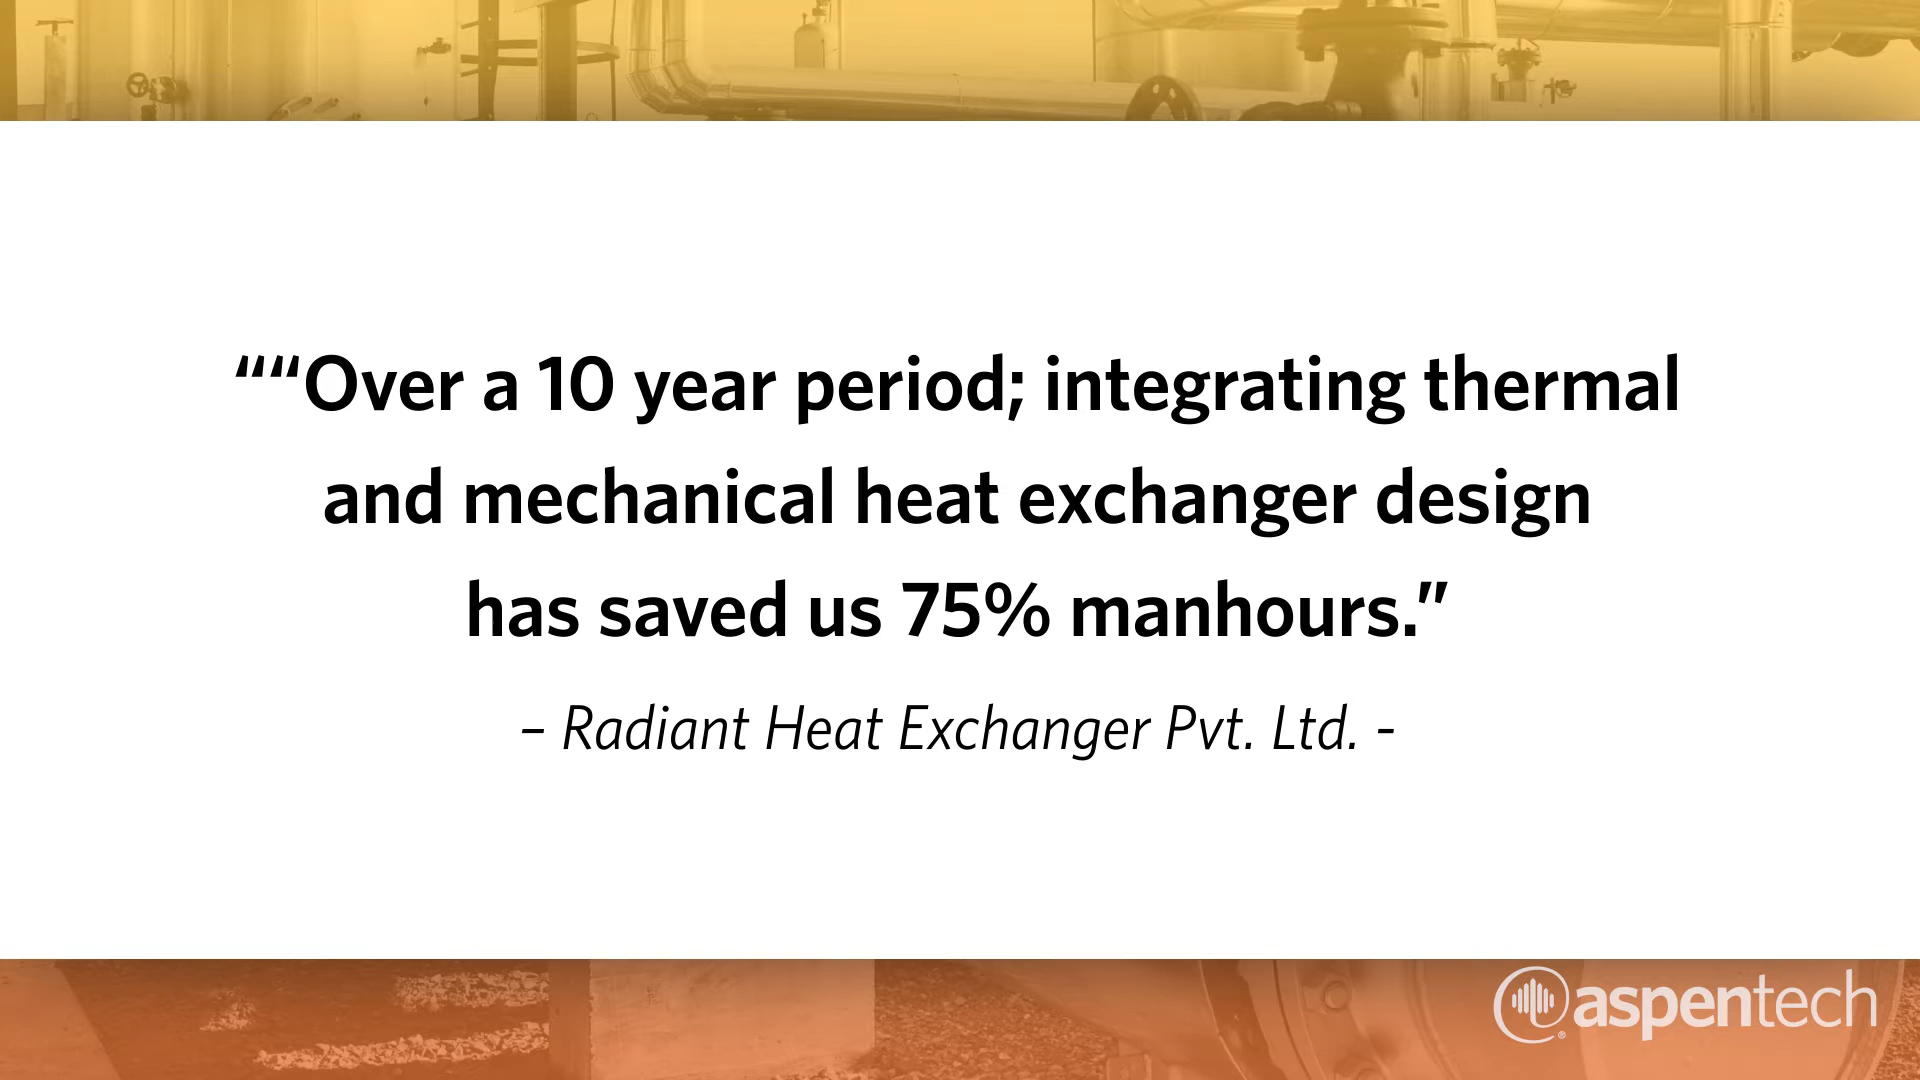 ““Over a 10 year period; integrating thermal
and mechanical heat exchanger design
has saved us 75% manhours.”
– Radiant Heat Exchanger Pvt. Ltd. -
aspentech